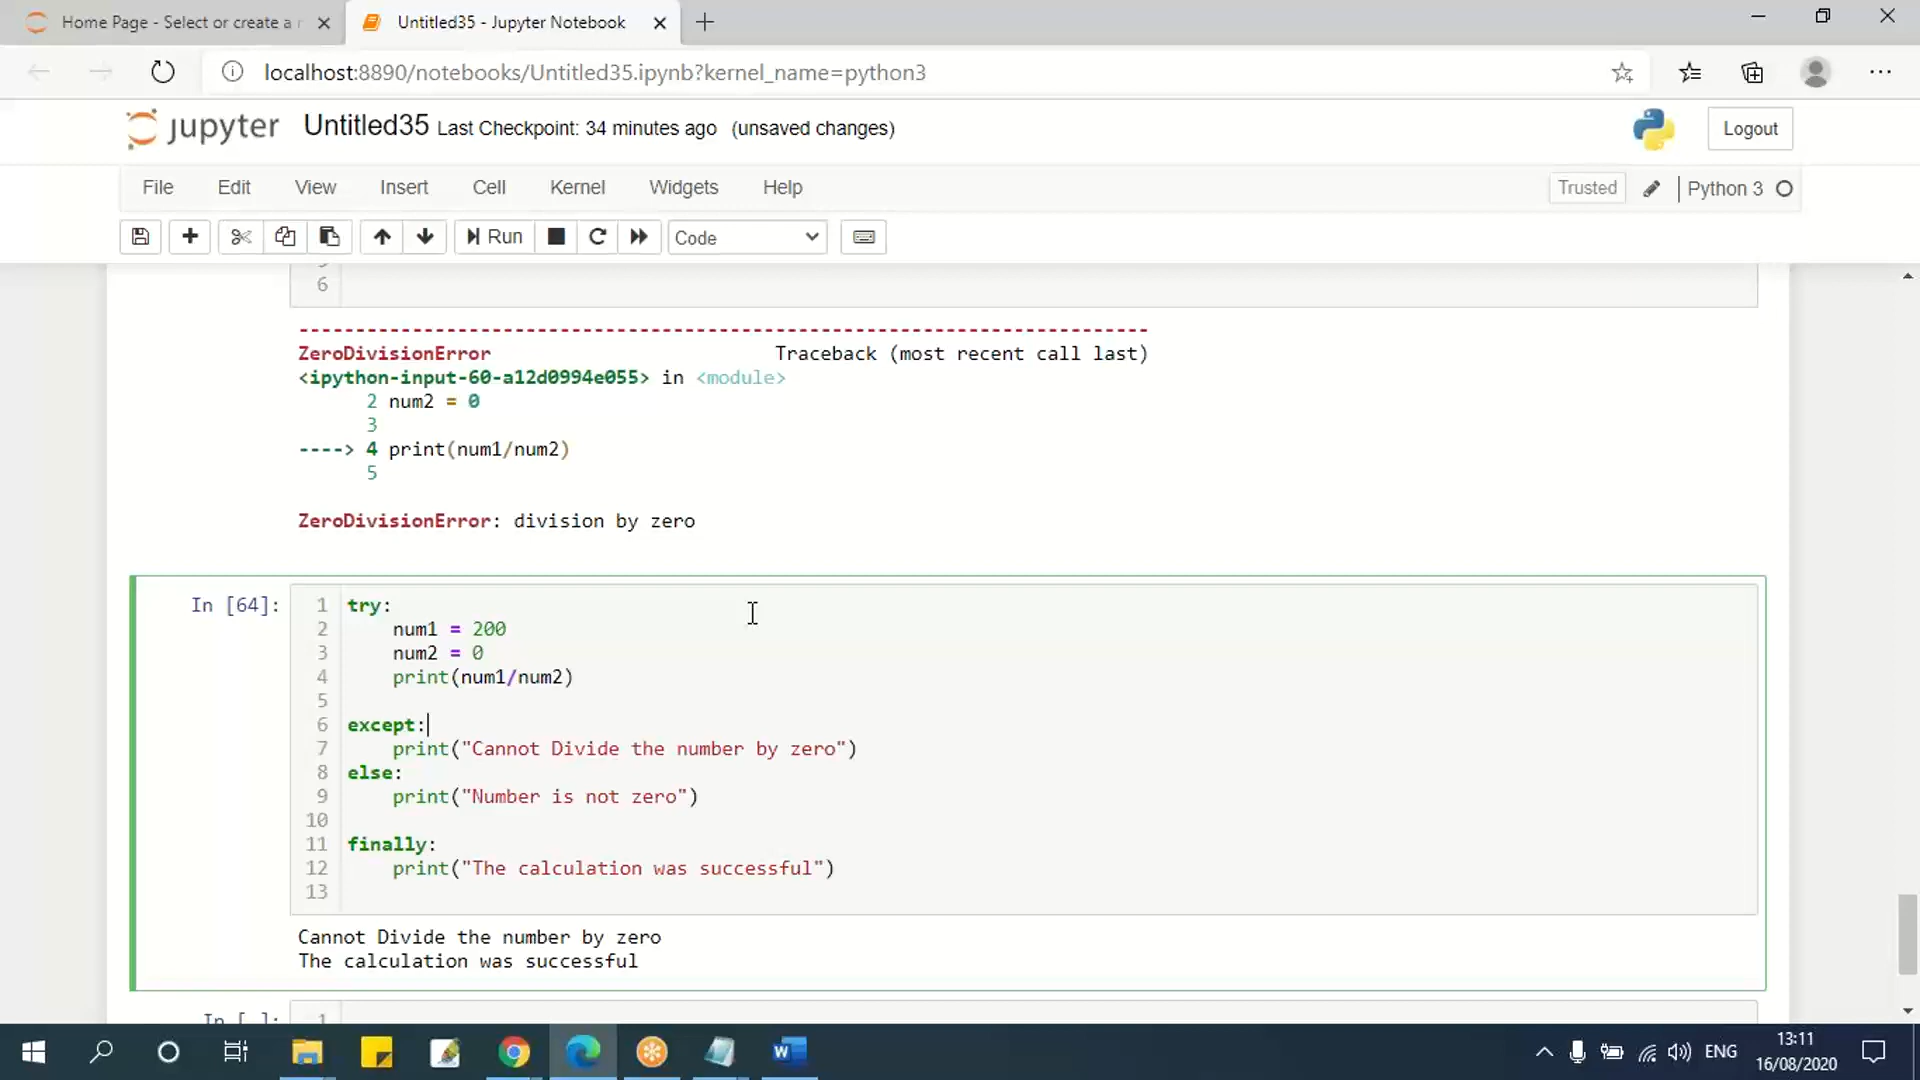 Home Page - Select or create a n
Untitled35 - Jupyter Notebook
localhost:8890/notebooks/Untitled35.ipynb?kernel_name=python3
jupyter Untitled35 Last Checkpoint: 34 minutes ago (unsaved changes)
Logout
File Edit View Insert Cell Kernel Widgets Help
Trusted
Python 3
Run
Code
6
---------------------------------------------------------------------------
ZeroDivisionError Traceback (most recent call last)
<ipython-input-60-a12d0994e055> in <module>
2 num2 = 0
3
----> 4 print(num1/num2)
5
ZeroDivisionError: division by zero
In [64]:
1 try:
2 num1 = 200
3 num2 = 0
4 print(num1/num2)
5
6 except:
7 print("Cannot Divide the number by zero")
8 else:
9 print("Number is not zero")
10
11 finally:
12 print("The calculation was successful")
13
Cannot Divide the number by zero
The calculation was successful
In [ ]:
1
ENG
13:11
16/08/2020